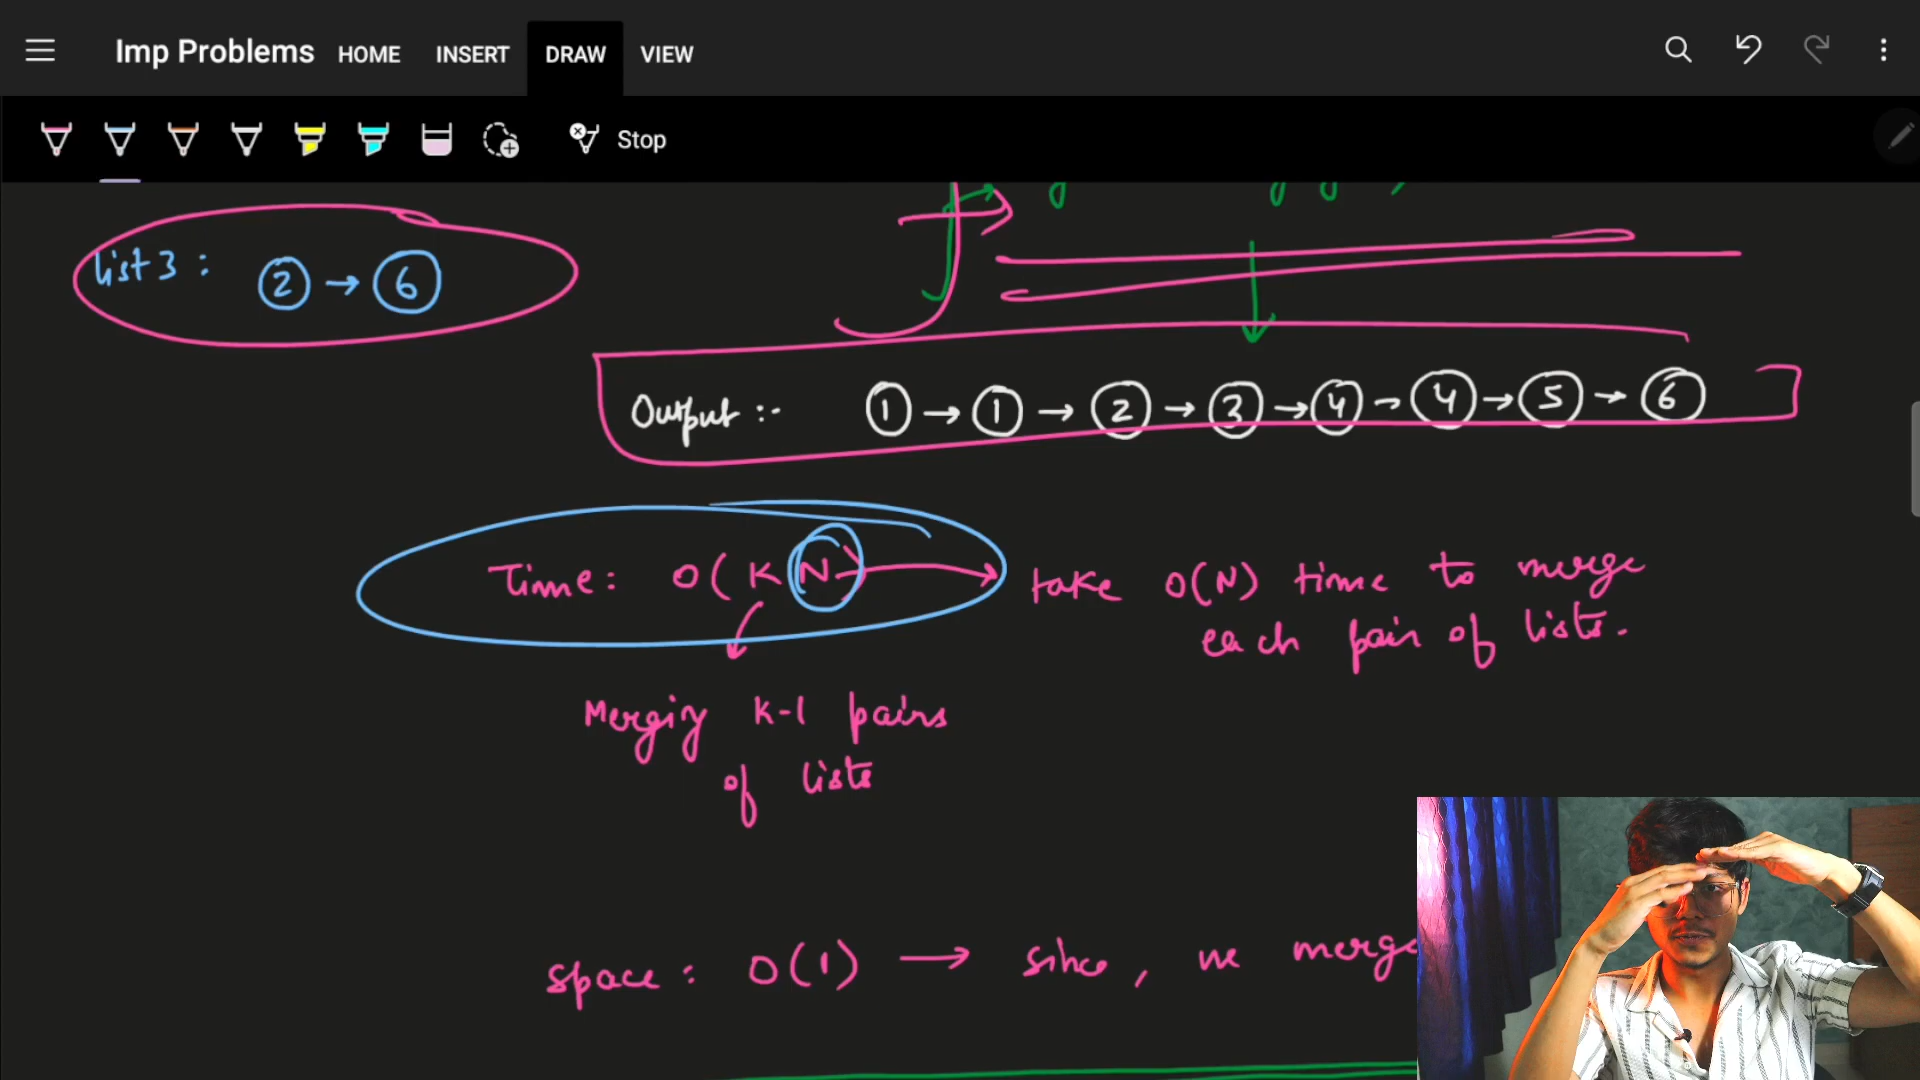 Imp Problems HOME INSERT DRAW VIEW
Stop
list 3 : 2 → 6
Output :- 1 → 1 → 2 → 3 → 4 → 4 → 5 → 6
Time: O( K N ) → take O(N) time to merge
each pair of lists.
Merging K-1 pairs
of lists
space: O(1) → since, we merge